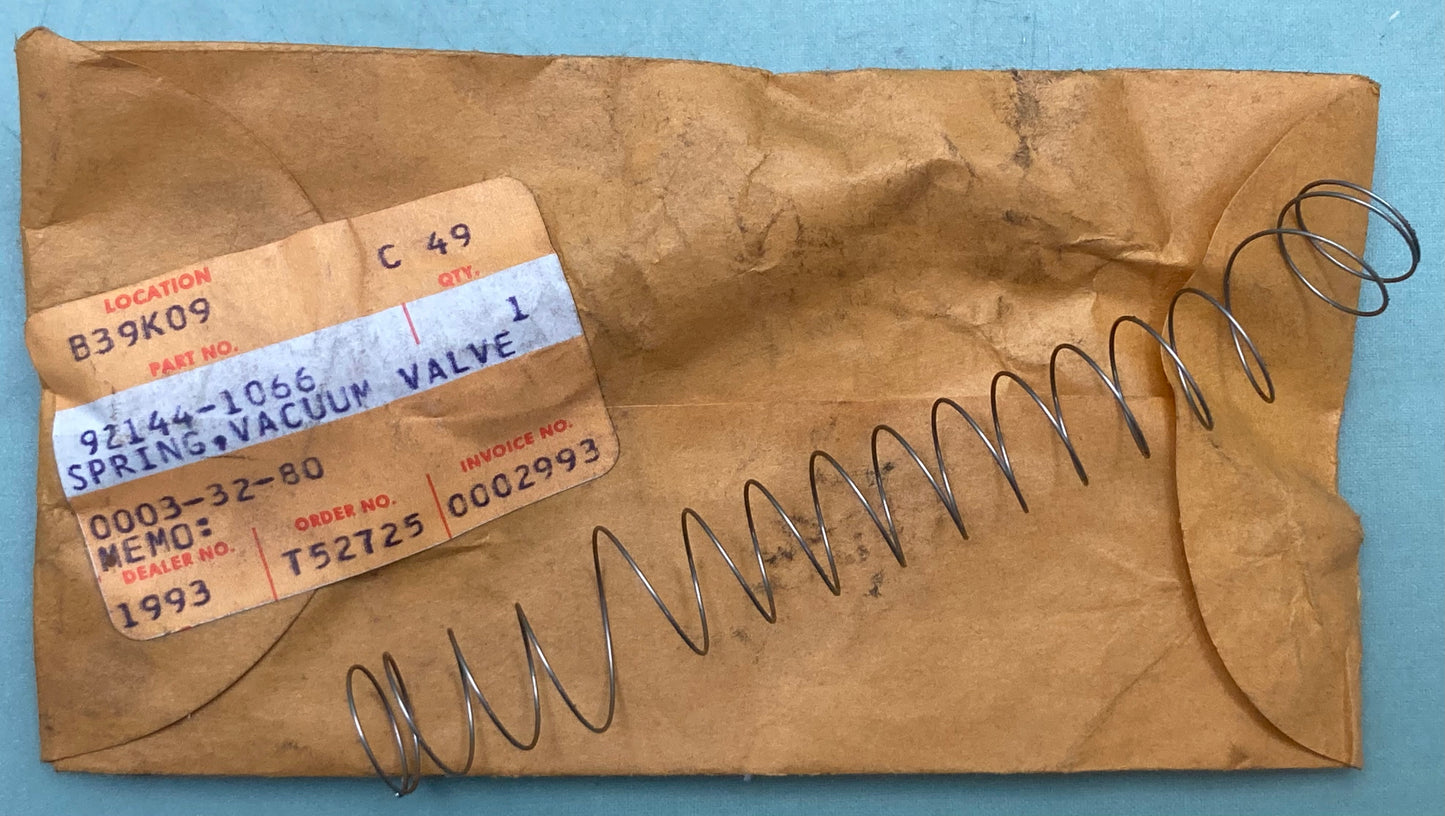 C 49
LOCATION QTY.
B39K09
PART NO. 1
92144-1066
SPRING,VACUUM VALVE
0003-32-80
MEMO:
DEALER NO. ORDER NO. INVOICE NO.
1993 T52725 0002993